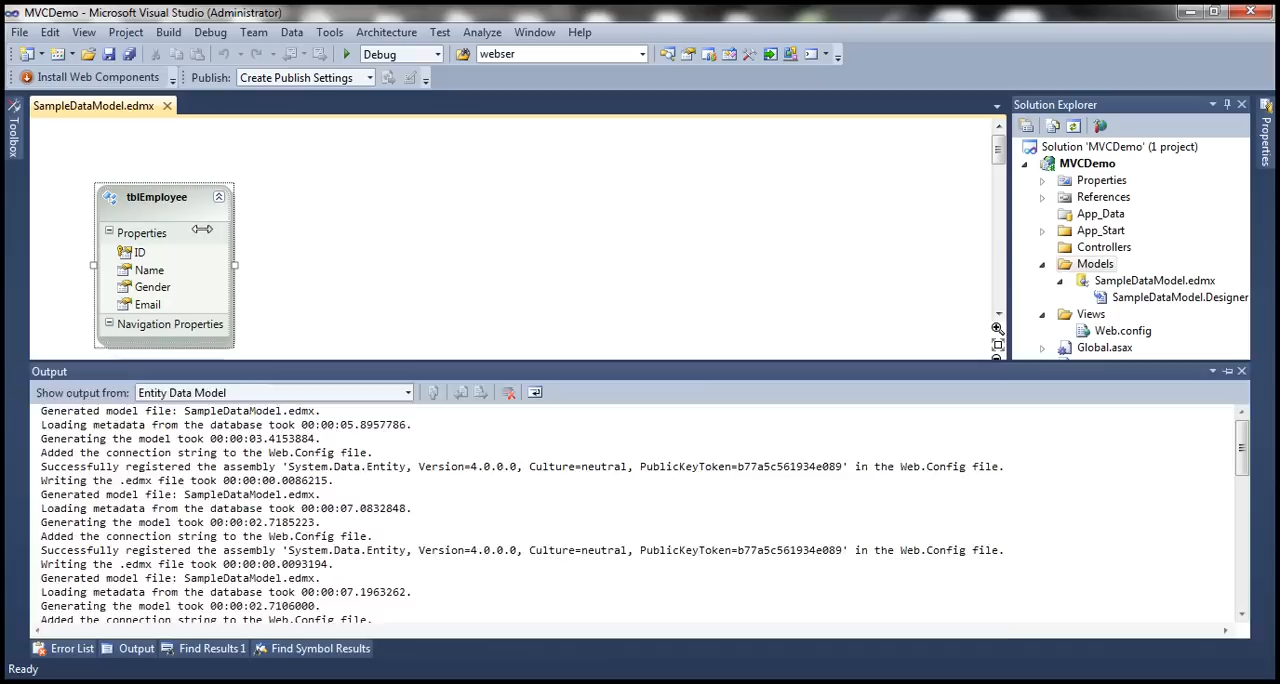 MVCDemo - Microsoft Visual Studio (Administrator)
File Edit View Project Build Debug Team Data Tools Architecture Test Analyze Window Help
Debug webser
Install Web Components Publish: Create Publish Settings
Toolbox
SampleDataModel.edmx
tblEmployee
Properties
ID
Name
Gender
Email
Navigation Properties
Solution Explorer
Solution 'MVCDemo' (1 project)
MVCDemo
Properties
References
App_Data
App_Start
Controllers
Models
SampleDataModel.edmx
SampleDataModel.Designer
Views
Web.config
Global.asax
Properties
Output
Show output from: Entity Data Model
Generated model file: SampleDataModel.edmx.
Loading metadata from the database took 00:00:05.8957786.
Generating the model took 00:00:03.4153884.
Added the connection string to the Web.Config file.
Successfully registered the assembly 'System.Data.Entity, Version=4.0.0.0, Culture=neutral, PublicKeyToken=b77a5c561934e089' in the Web.Config file.
Writing the .edmx file took 00:00:00.0086215.
Generated model file: SampleDataModel.edmx.
Loading metadata from the database took 00:00:07.0832848.
Generating the model took 00:00:02.7185223.
Added the connection string to the Web.Config file.
Successfully registered the assembly 'System.Data.Entity, Version=4.0.0.0, Culture=neutral, PublicKeyToken=b77a5c561934e089' in the Web.Config file.
Writing the .edmx file took 00:00:00.0093194.
Generated model file: SampleDataModel.edmx.
Loading metadata from the database took 00:00:07.1963262.
Generating the model took 00:00:02.7106000.
Added the connection string to the Web.Config file.
Error List Output Find Results 1 Find Symbol Results
Ready